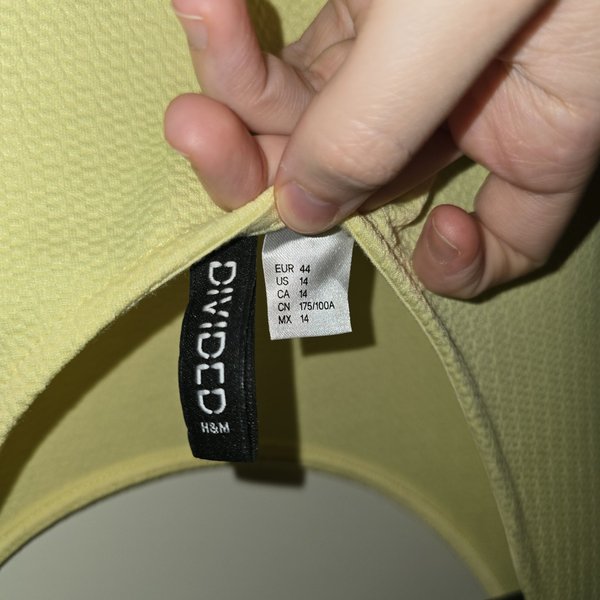 DIVIDED
H&M
EUR 44
US 14
CA 14
CN 175/100A
MX 14